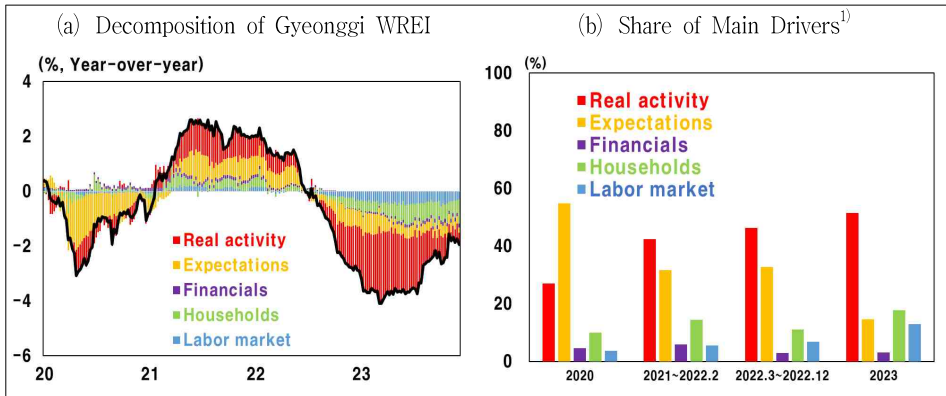 (a) Decomposition of Gyeonggi WREI
(%, Year-over-year)
4
2
0
-2
-4
-6
Real activity
Expectations
Financials
Households
Labor market
20 21 22 23
(b) Share of Main Drivers1)
(%)
100
80
60
40
20
0
Real activity
Expectations
Financials
Households
Labor market
2020 2021~2022.2 2022.3~2022.12 2023